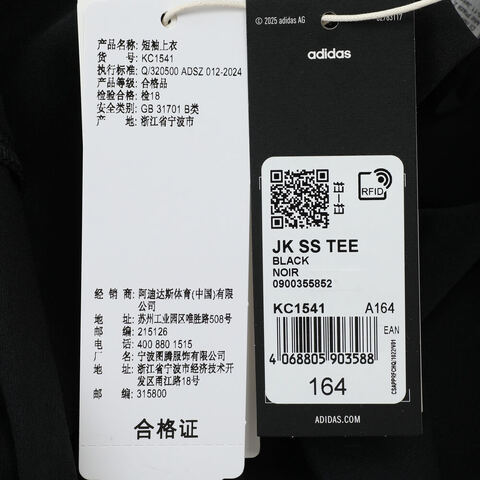 产品名称: 短袖上衣
货 号: KC1541
执行标准: Q/320500 ADSZ 012-2024
产品等级: 合格品
检验合格: 检18
安全类别: GB 31701 B类
产 地: 浙江省宁波市
经 销 商: 阿迪达斯体育(中国)有限
公司
地 址: 苏州工业园区唯胜路508号
邮 编: 215126
电 话: 400 880 1515
厂 名: 宁波图腾服饰有限公司
厂 址: 浙江省宁波市经济技术开
发区甬江路18号
邮 编: 315800
合格证
© 2025 adidas AG
adidas
RFID
JK SS TEE
BLACK
NOIR
0900355852
KC1541 A164
EAN
4 068805 903588
CSAPPRFCHQ/1022V01
164
ADIDAS.COM